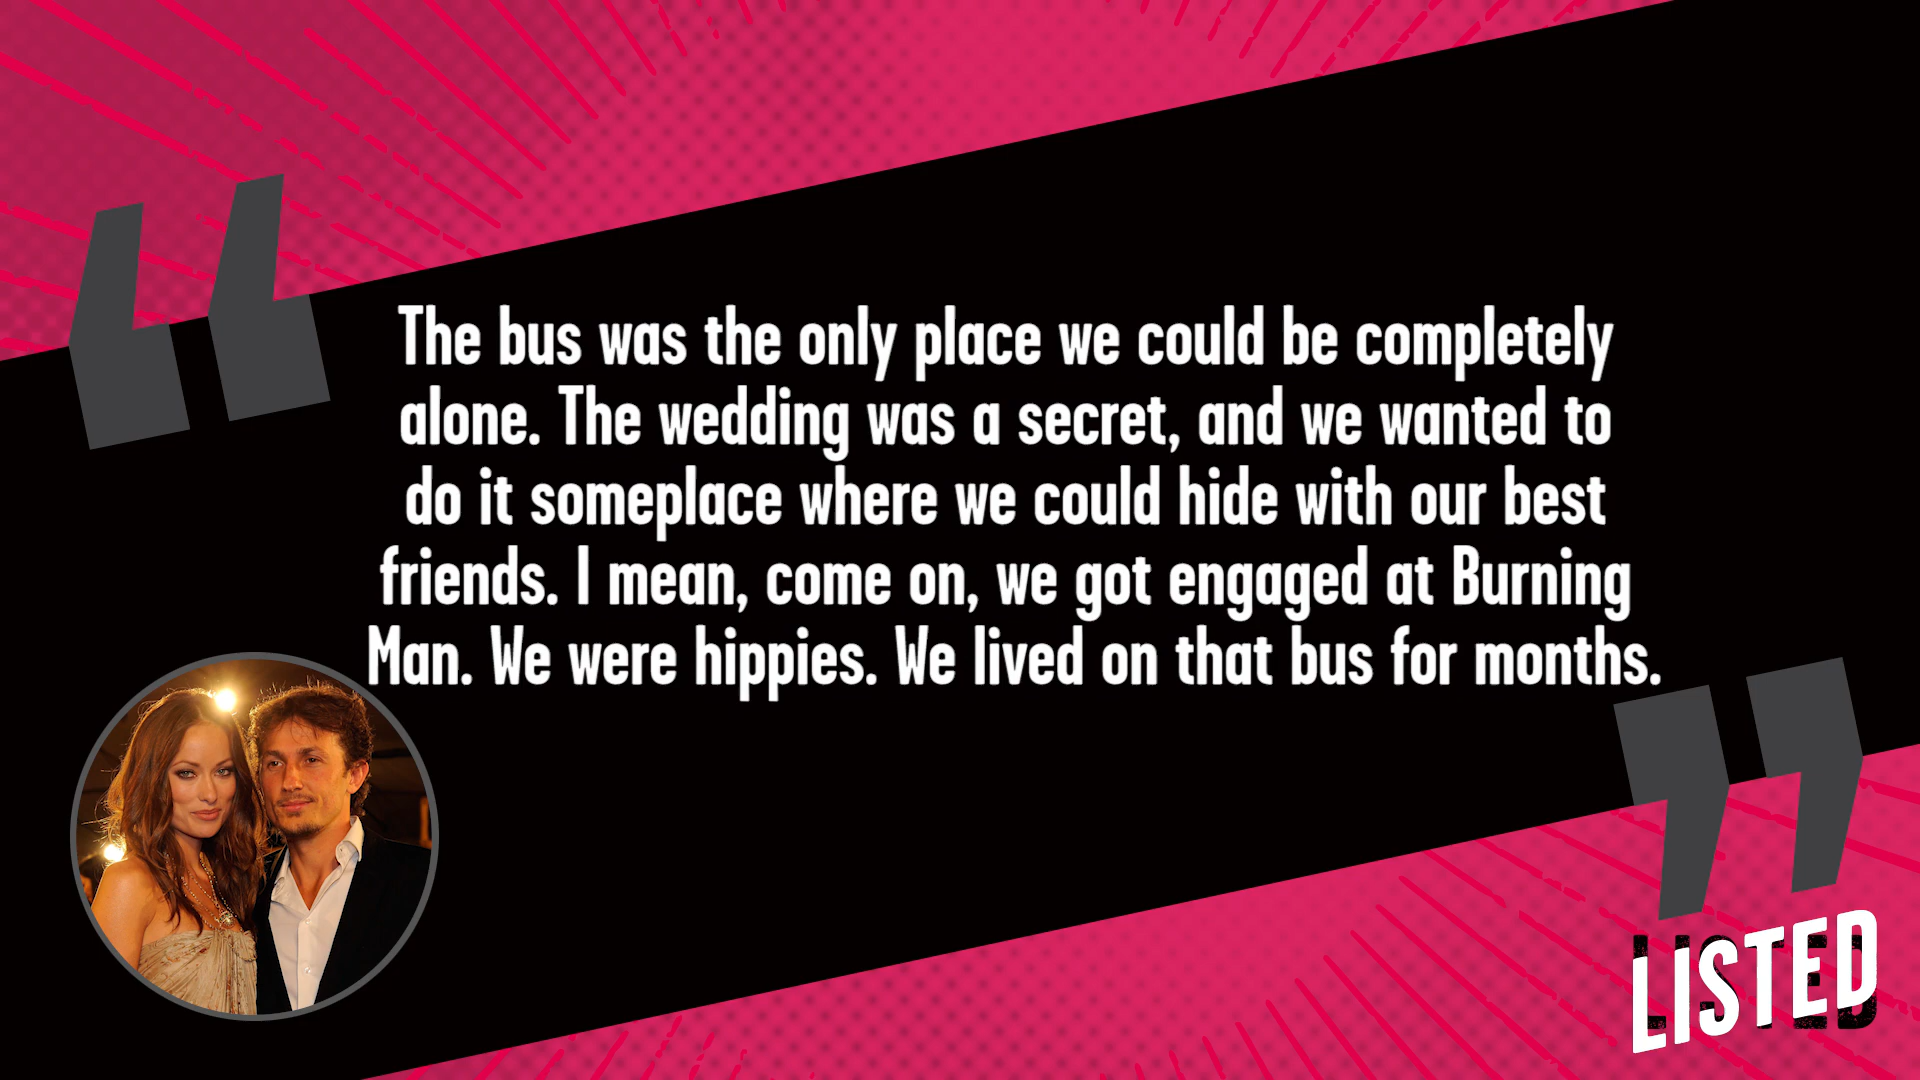 The bus was the only place we could be completely
alone. The wedding was a secret, and we wanted to
do it someplace where we could hide with our best
friends. I mean, come on, we got engaged at Burning
Man. We were hippies. We lived on that bus for months.
LISTED